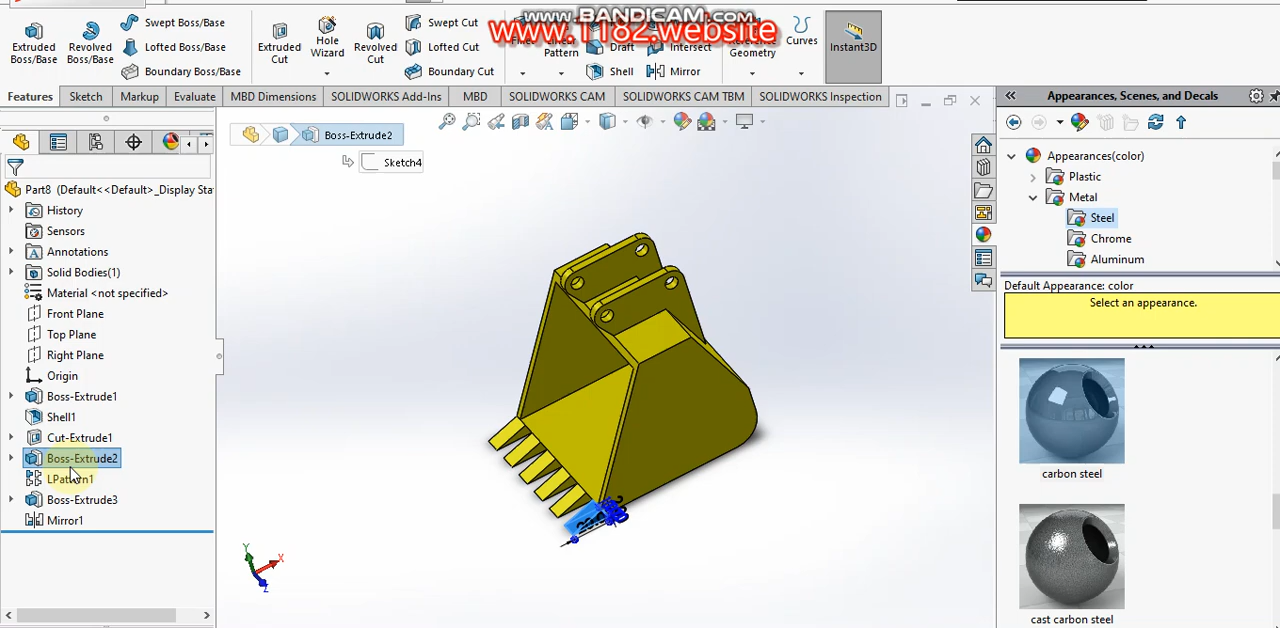 www.BANDICAM.com
www.1182.website
Extruded Boss/Base
Revolved Boss/Base
Swept Boss/Base
Lofted Boss/Base
Boundary Boss/Base
Extruded Cut
Hole Wizard
Revolved Cut
Swept Cut
Lofted Cut
Boundary Cut
Linear Pattern
Draft
Shell
Intersect
Mirror
Reference Geometry
Curves
Instant3D
Features
Sketch
Markup
Evaluate
MBD Dimensions
SOLIDWORKS Add-Ins
MBD
SOLIDWORKS CAM
SOLIDWORKS CAM TBM
SOLIDWORKS Inspection
Part8 (Default<<Default>_Display Sta
History
Sensors
Annotations
Solid Bodies(1)
Material <not specified>
Front Plane
Top Plane
Right Plane
Origin
Boss-Extrude1
Shell1
Cut-Extrude1
Boss-Extrude2
LPattern1
Boss-Extrude3
Mirror1
Boss-Extrude2
Sketch4
Y
X
Z
Appearances, Scenes, and Decals
Appearances(color)
Plastic
Metal
Steel
Chrome
Aluminum
Default Appearance: color
Select an appearance.
carbon steel
cast carbon steel